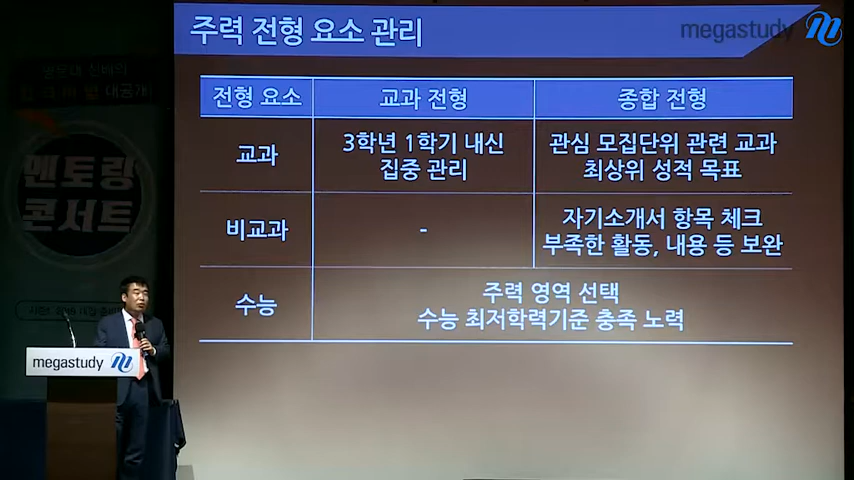 주력 전형 요소 관리
megastudy
전형 요소
교과 전형
종합 전형
교과
3학년 1학기 내신
집중 관리
관심 모집단위 관련 교과
최상위 성적 목표
비교과
-
자기소개서 항목 체크
부족한 활동, 내용 등 보완
수능
주력 영역 선택
수능 최저학력기준 충족 노력
멘토링
콘서트
megastudy